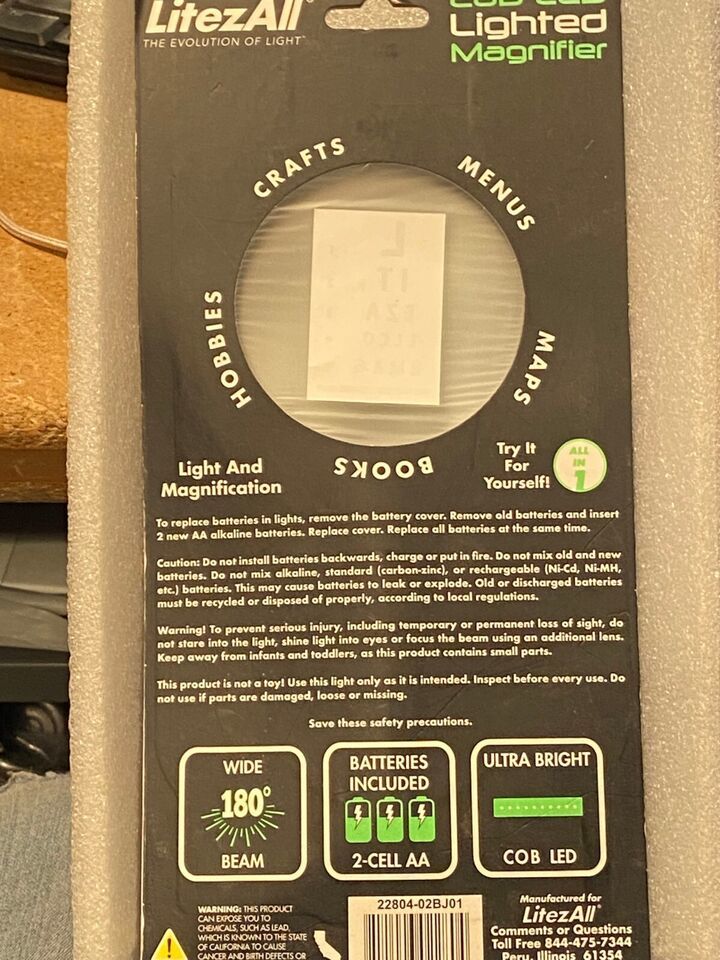 LitezAll
THE EVOLUTION OF LIGHT™
COB LED
Lighted
Magnifier
CRAFTS
MENUS
HOBBIES
MAPS
BOOKS
L
IT
EZA
Light And
Magnification
Try It
For
Yourself!
ALL
IN
1
To replace batteries in lights, remove the battery cover. Remove old batteries and insert
2 new AA alkaline batteries. Replace cover. Replace all batteries at the same time.
Caution: Do not install batteries backwards, charge or put in fire. Do not mix old and new
batteries. Do not mix alkaline, standard (carbon-zinc), or rechargeable (Ni-Cd, Ni-MH,
etc.) batteries. This may cause batteries to leak or explode. Old or discharged batteries
must be recycled or disposed of properly, according to local regulations.
Warning! To prevent serious injury, including temporary or permanent loss of sight, do
not stare into the light, shine light into eyes or focus the beam using an additional lens.
Keep away from infants and toddlers, as this product contains small parts.
This product is not a toy! Use this light only as it is intended. Inspect before every use. Do
not use if parts are damaged, loose or missing.
Save these safety precautions.
WIDE
180°
BEAM
BATTERIES
INCLUDED
2-CELL AA
ULTRA BRIGHT
COB LED
WARNING: THIS PRODUCT
CAN EXPOSE YOU TO
CHEMICALS, SUCH AS LEAD,
WHICH IS KNOWN TO THE STATE
OF CALIFORNIA TO CAUSE
CANCER AND BIRTH DEFECTS OR
22804-02BJ01
Manufactured for
LitezAll®
Comments or Questions
Toll Free 844-475-7344
Peru, Illinois 61354